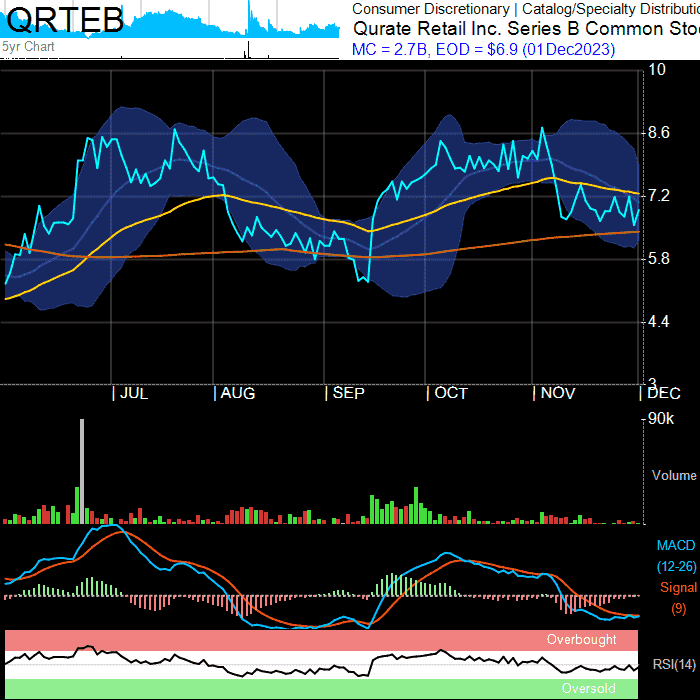 QRTEB
Consumer Discretionary | Catalog/Specialty Distributio
Qurate Retail Inc. Series B Common Sto
5yr Chart
MC = 2.7B, EOD = $6.9 (01Dec2023)
10
8.6
7.2
5.8
4.4
3
JUL AUG SEP OCT NOV DEC
90k
Volume
MACD
(12-26)
Signal
(9)
Overbought
RSI(14)
Oversold